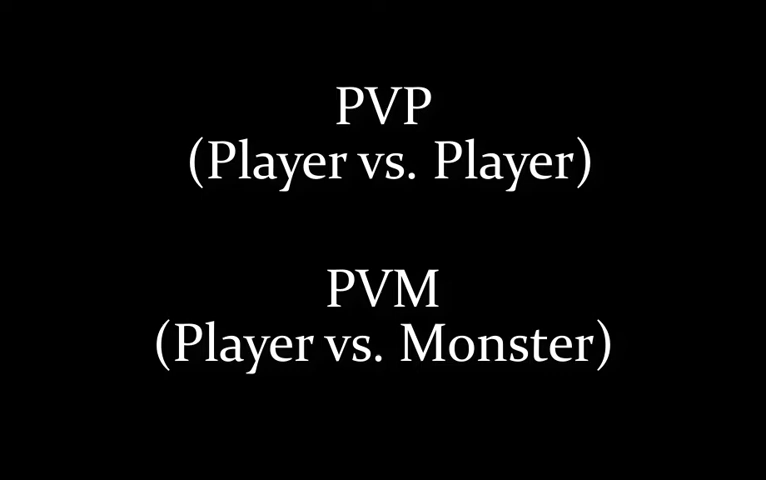 PVP
(Player vs. Player)
PVM
(Player vs. Monster)